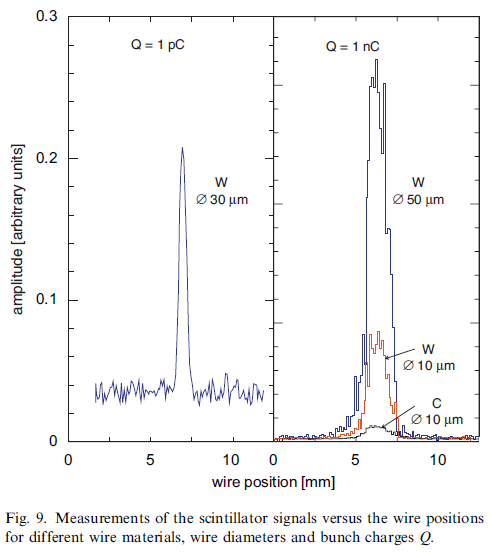 0.3
Q = 1 pC
Q = 1 nC
0.2
W
Ø 30 µm
W
Ø 50 µm
amplitude [arbitrary units]
0.1
W
Ø 10 µm
C
Ø 10 µm
0
0 5 10 0 5 10
wire position [mm]
Fig. 9. Measurements of the scintillator signals versus the wire positions
for different wire materials, wire diameters and bunch charges Q.